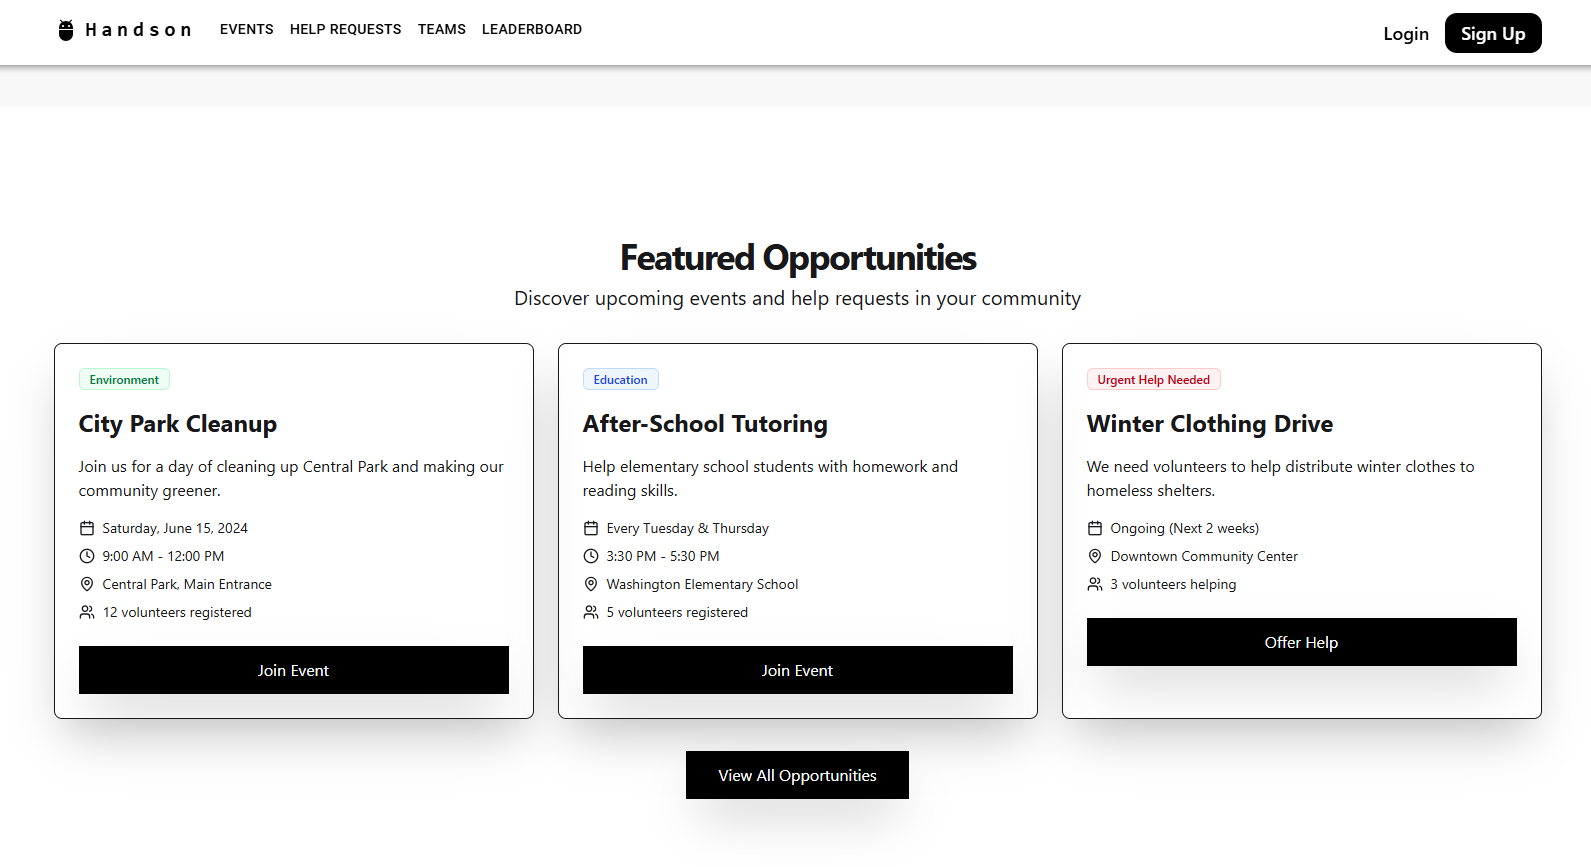 Handson
EVENTS
HELP REQUESTS
TEAMS
LEADERBOARD
Login
Sign Up
Featured Opportunities
Discover upcoming events and help requests in your community
Environment
City Park Cleanup
Join us for a day of cleaning up Central Park and making our
community greener.
Saturday, June 15, 2024
9:00 AM - 12:00 PM
Central Park, Main Entrance
12 volunteers registered
Join Event
Education
After-School Tutoring
Help elementary school students with homework and
reading skills.
Every Tuesday & Thursday
3:30 PM - 5:30 PM
Washington Elementary School
5 volunteers registered
Join Event
Urgent Help Needed
Winter Clothing Drive
We need volunteers to help distribute winter clothes to
homeless shelters.
Ongoing (Next 2 weeks)
Downtown Community Center
3 volunteers helping
Offer Help
View All Opportunities